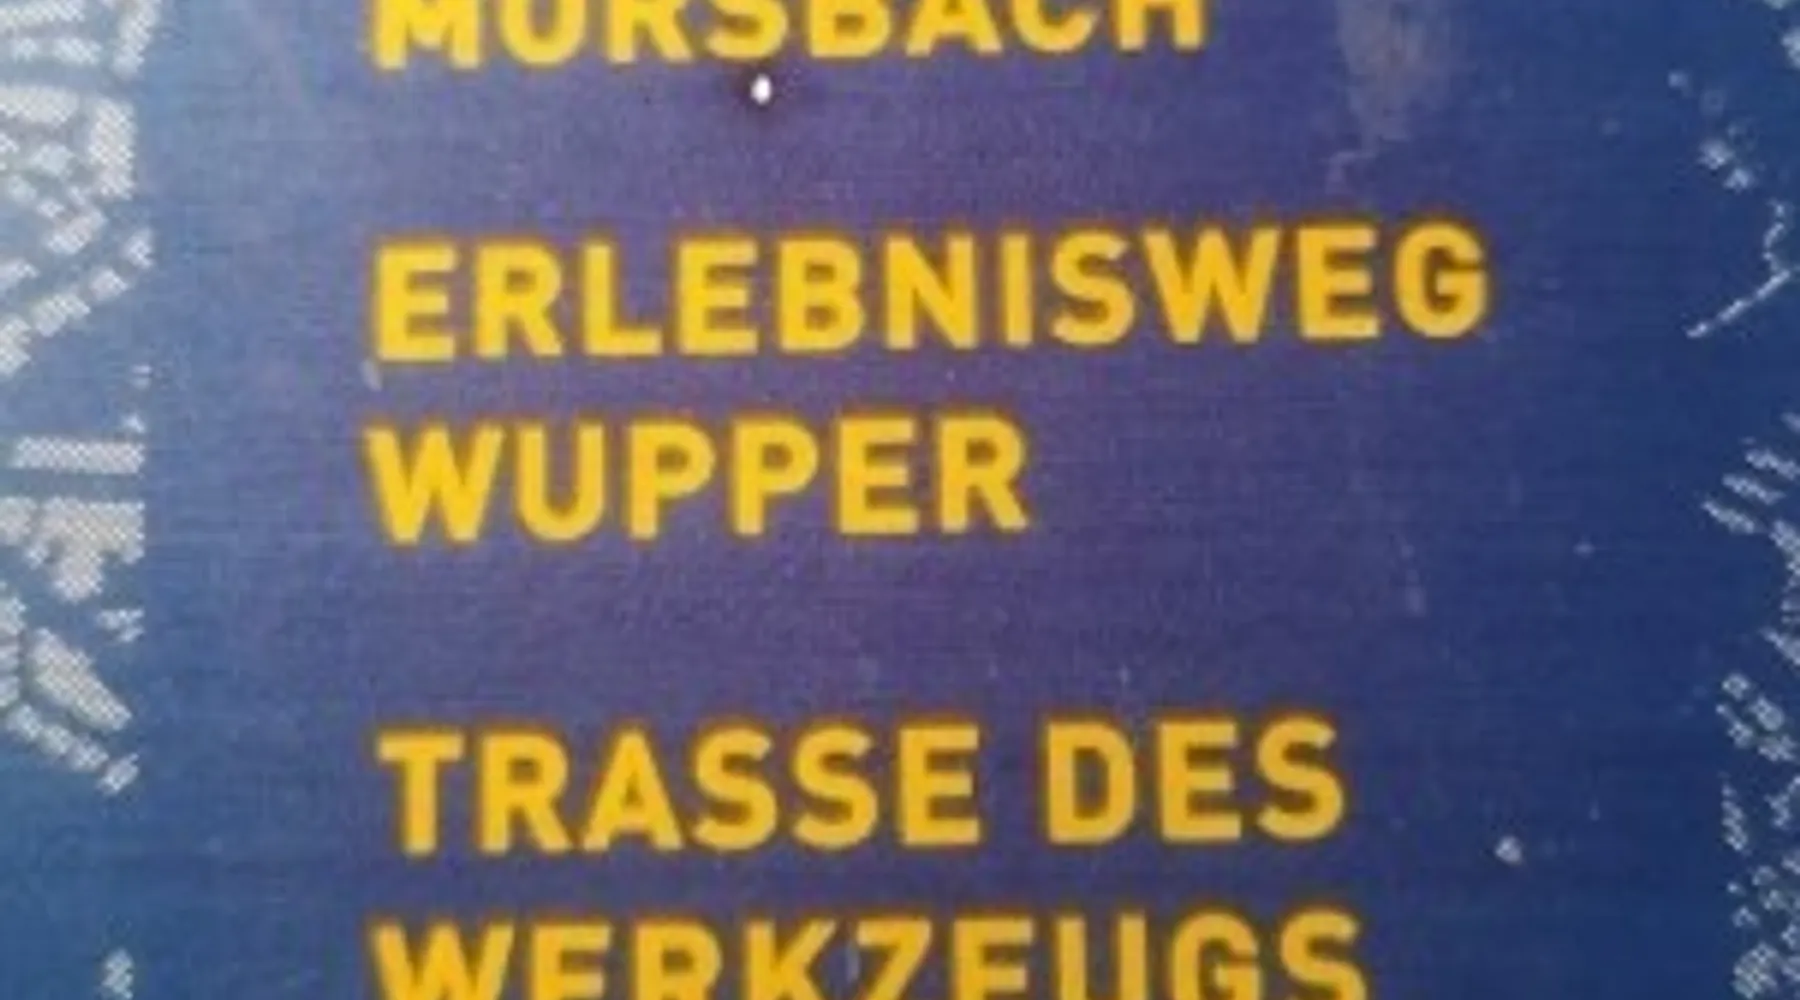 MORSBACH
ERLEBNISWEG
WUPPER
TRASSE DES
WERKZEUGS